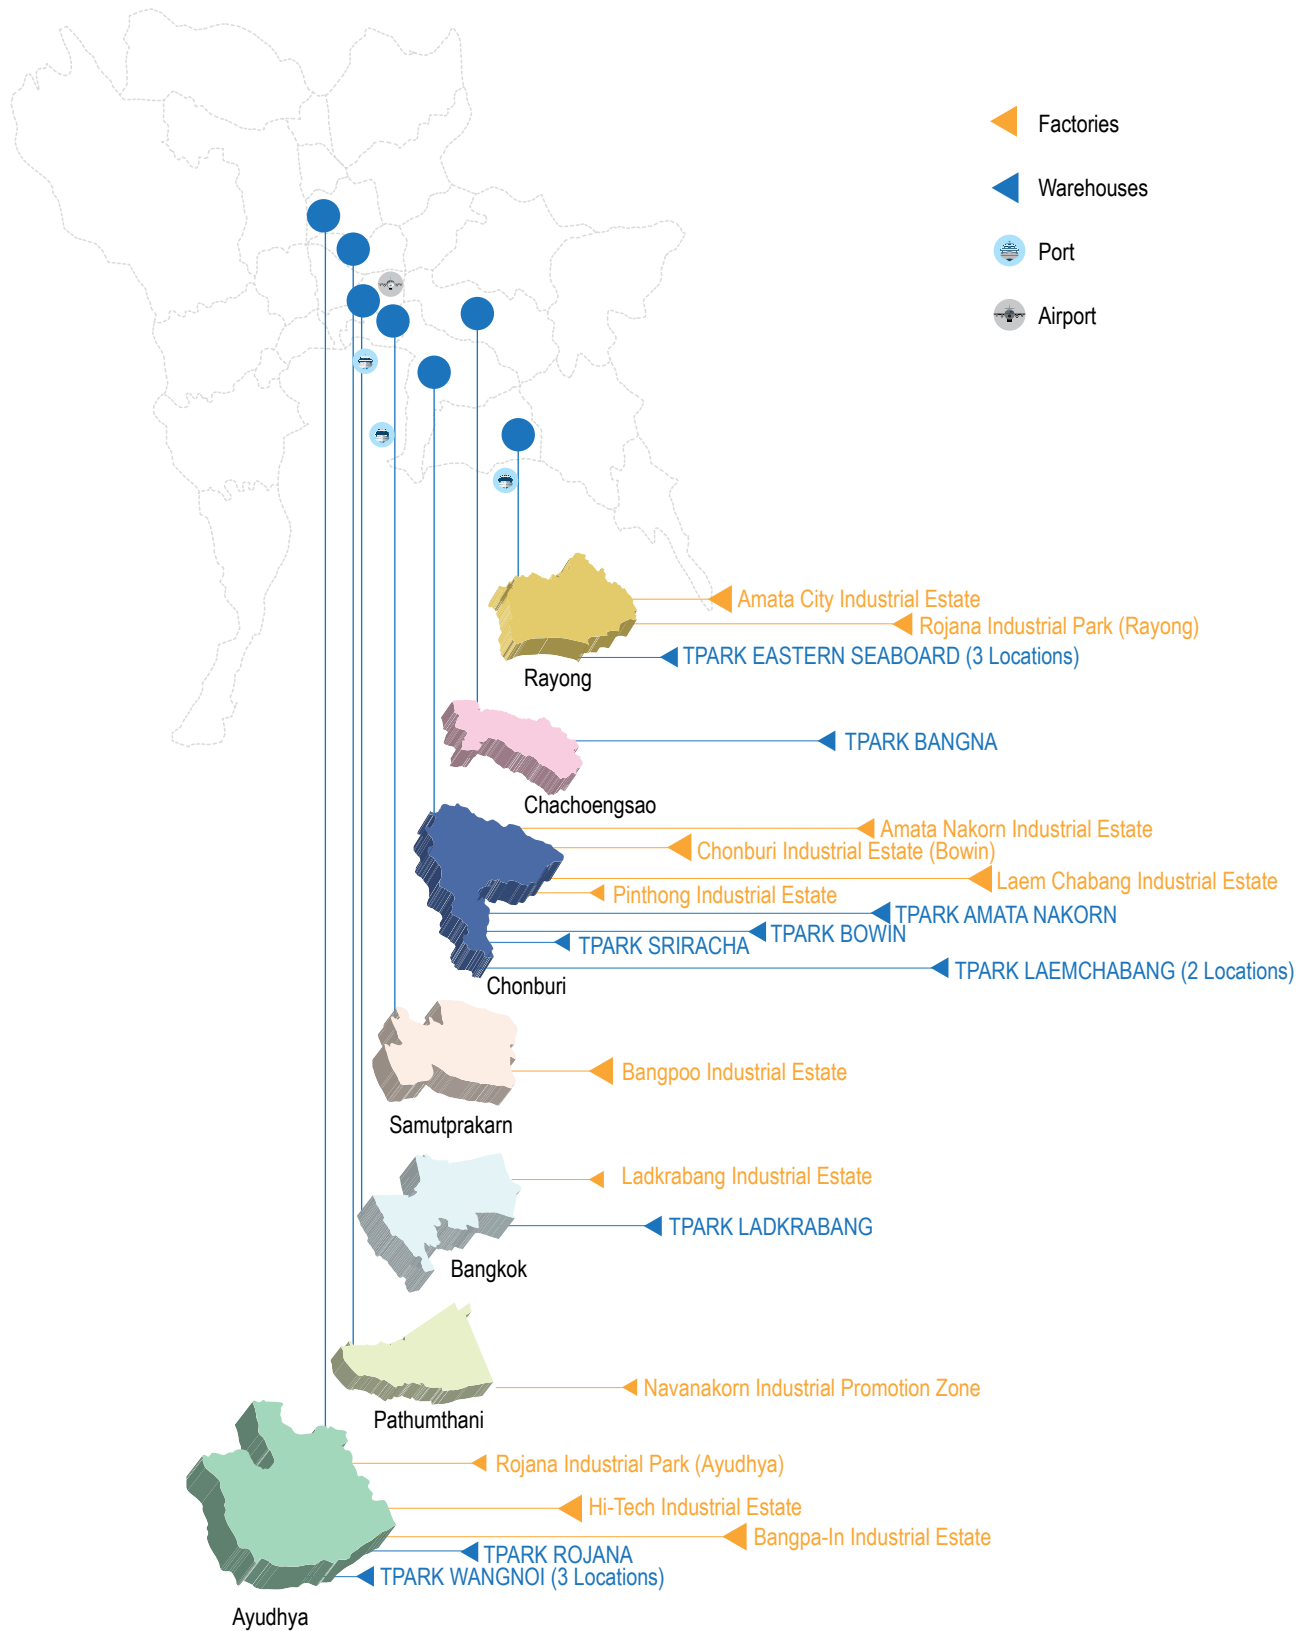 Factories
Warehouses
Port
Airport
Amata City Industrial Estate
Rojana Industrial Park (Rayong)
TPARK EASTERN SEABOARD (3 Locations)
Rayong
TPARK BANGNA
Chachoengsao
Amata Nakorn Industrial Estate
Chonburi Industrial Estate (Bowin)
Laem Chabang Industrial Estate
Pinthong Industrial Estate
TPARK AMATA NAKORN
TPARK BOWIN
TPARK SRIRACHA
TPARK LAEMCHABANG (2 Locations)
Chonburi
Bangpoo Industrial Estate
Samutprakarn
Ladkrabang Industrial Estate
TPARK LADKRABANG
Bangkok
Navanakorn Industrial Promotion Zone
Pathumthani
Rojana Industrial Park (Ayudhya)
Hi-Tech Industrial Estate
Bangpa-In Industrial Estate
TPARK ROJANA
TPARK WANGNOI (3 Locations)
Ayudhya